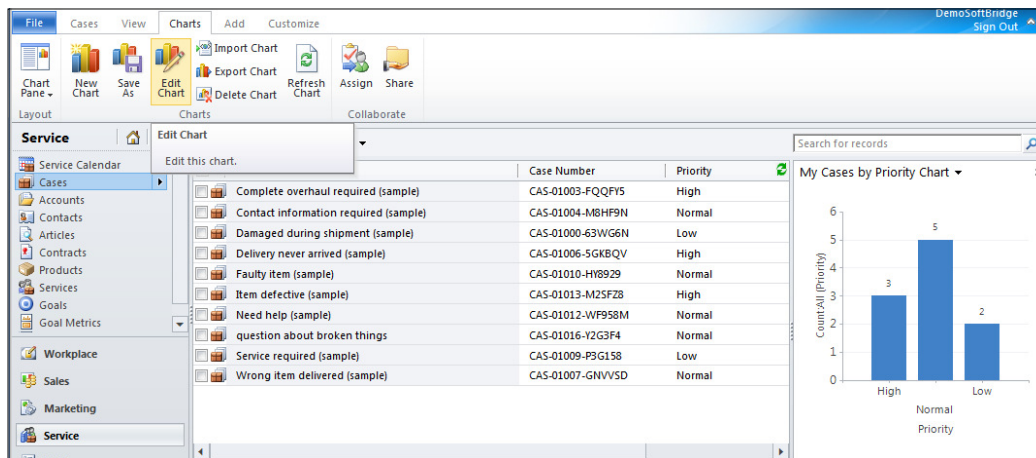 DemoSoftBridge
Sign Out
File Cases View Charts Add Customize
Chart Pane
New Chart
Save As
Edit Chart
Import Chart
Export Chart
Delete Chart
Refresh Chart
Assign
Share
Layout
Charts
Collaborate
Edit Chart
Edit this chart.
Service
Service Calendar
Cases
Accounts
Contacts
Articles
Contracts
Products
Services
Goals
Goal Metrics
Workplace
Sales
Marketing
Service
Search for records
Case Number Priority
Complete overhaul required (sample) CAS-01003-FQQFY5 High
Contact information required (sample) CAS-01004-M8HF9N Normal
Damaged during shipment (sample) CAS-01000-63WG6N Low
Delivery never arrived (sample) CAS-01006-5GKBQV High
Faulty item (sample) CAS-01010-HY8929 Normal
Item defective (sample) CAS-01013-M2SFZ8 High
Need help (sample) CAS-01012-WF958M Normal
question about broken things CAS-01016-Y2G3F4 Normal
Service required (sample) CAS-01009-P3G158 Low
Wrong item delivered (sample) CAS-01007-GNVVSD Normal
My Cases by Priority Chart
Count:All (Priority)
6
5
4
3
2
1
0
3
5
2
High
Normal
Low
Priority